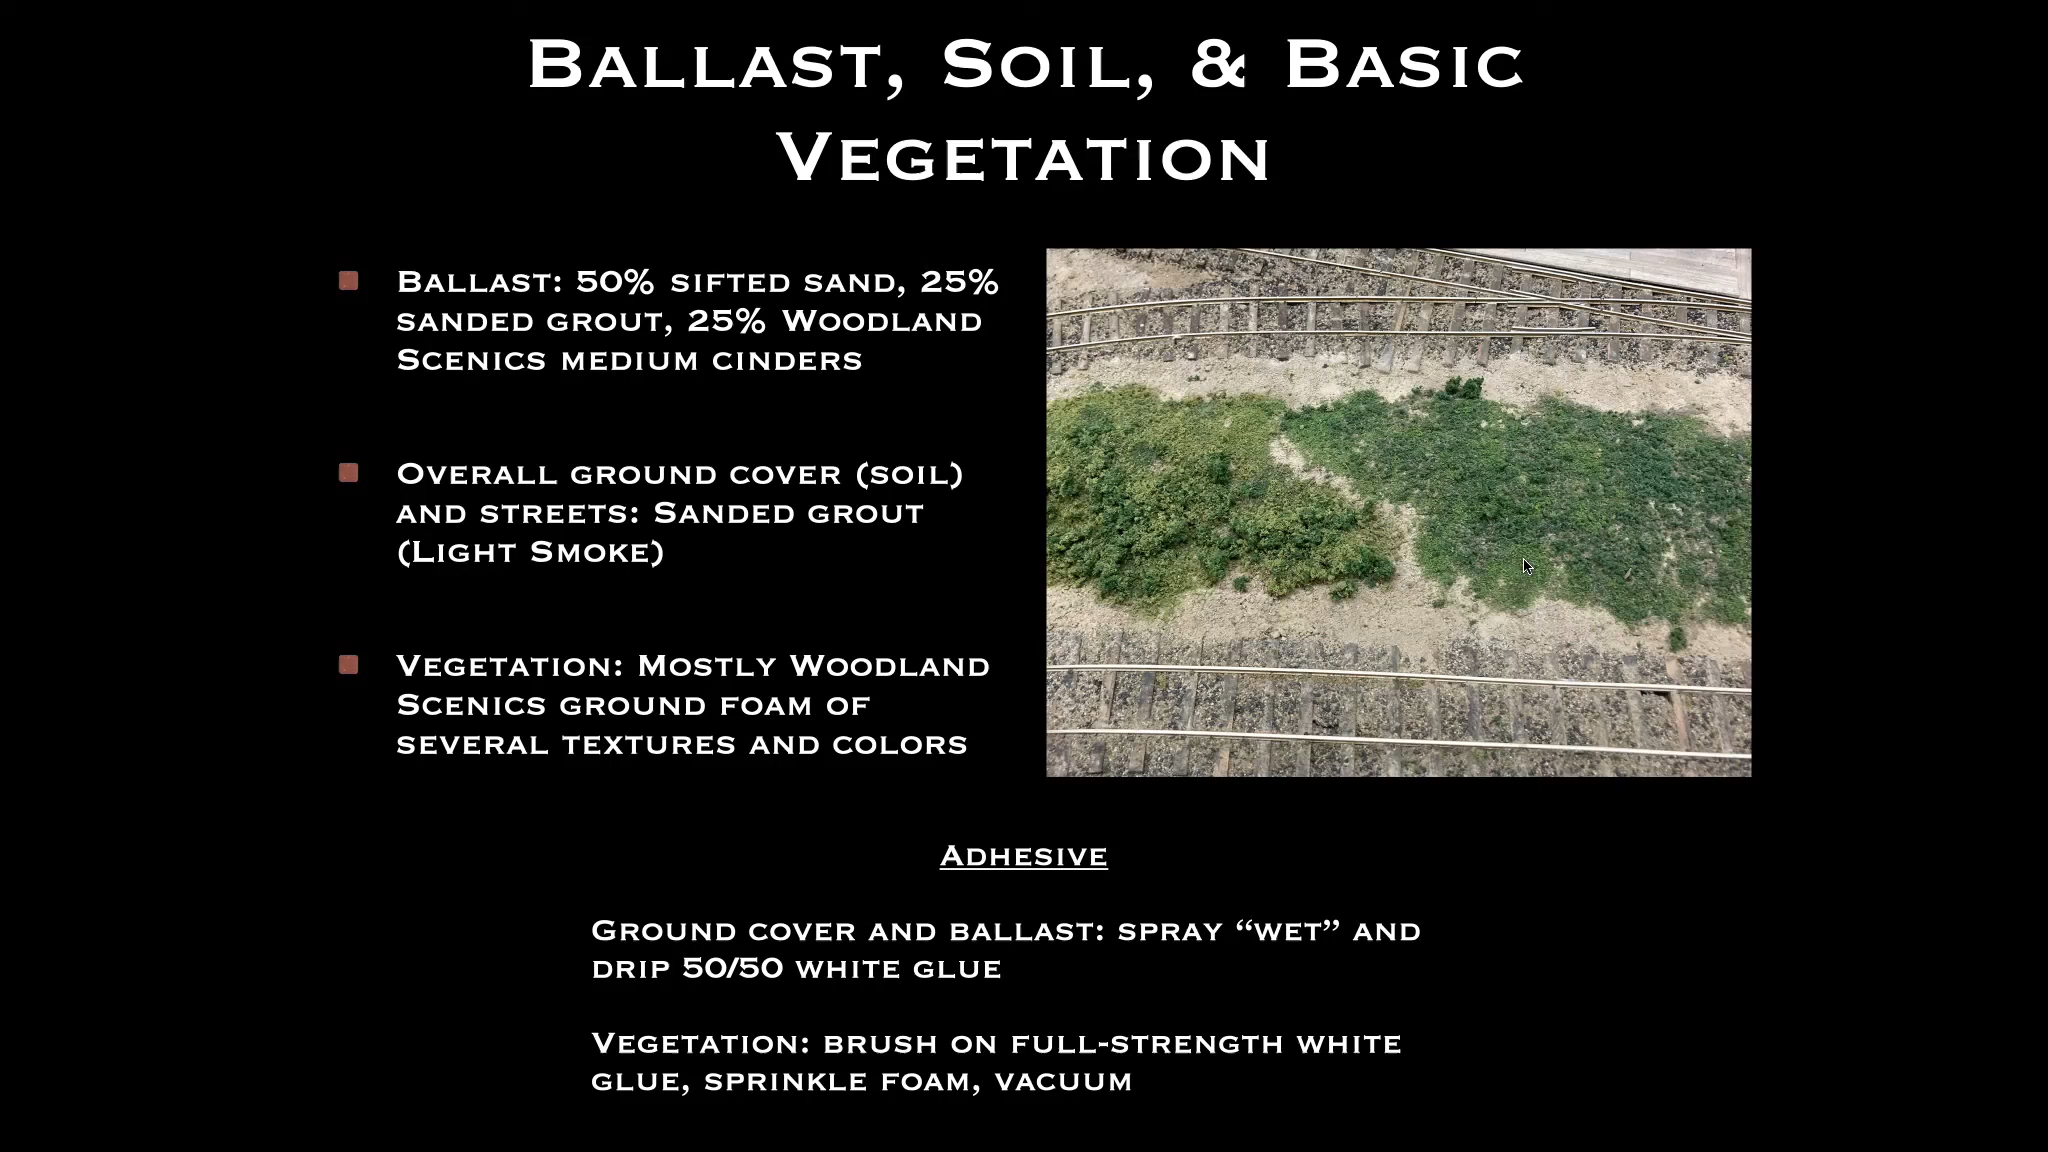 Ballast, Soil, & Basic
Vegetation
Ballast: 50% sifted sand, 25%
sanded grout, 25% Woodland
Scenics medium cinders
Overall ground cover (soil)
and streets: Sanded grout
(Light Smoke)
Vegetation: Mostly Woodland
Scenics ground foam of
several textures and colors
Adhesive
Ground cover and ballast: spray “wet” and
drip 50/50 white glue
Vegetation: brush on full-strength white
glue, sprinkle foam, vacuum